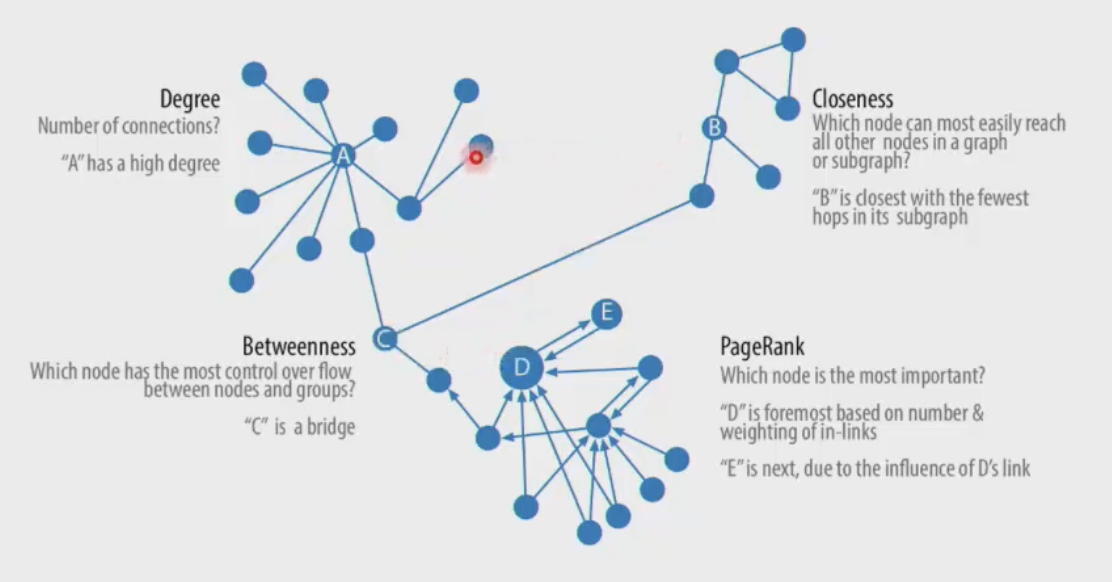 Degree
Number of connections?
"A" has a high degree
A
B
Closeness
Which node can most easily reach
all other nodes in a graph
or subgraph?
"B" is closest with the fewest
hops in its subgraph
C
Betweenness
Which node has the most control over flow
between nodes and groups?
"C" is a bridge
E
D
PageRank
Which node is the most important?
"D" is foremost based on number &
weighting of in-links
"E" is next, due to the influence of D's link